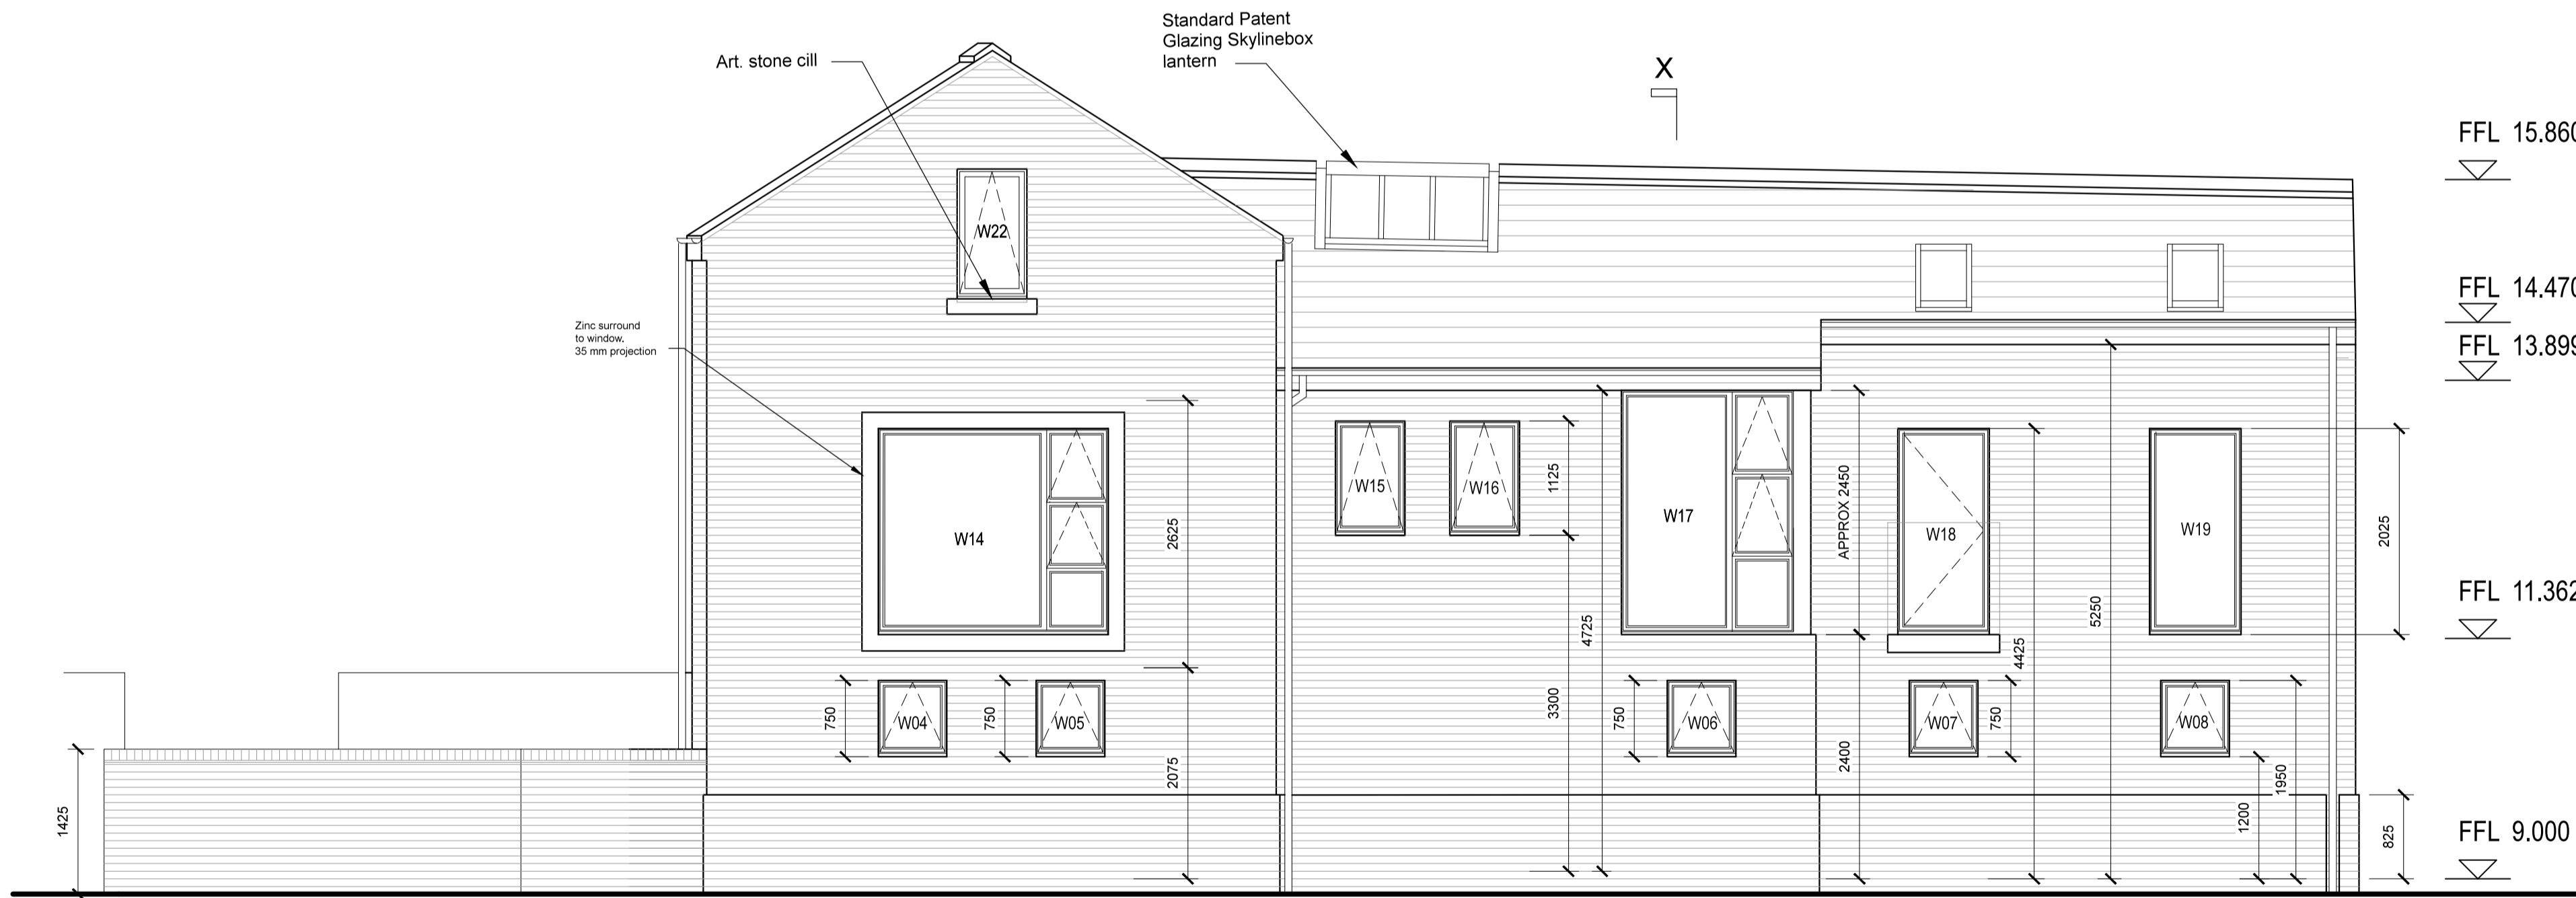 Standard Patent
Glazing Skylinebox
lantern
Art. stone cill
X
FFL 15.860
W22
FFL 14.470
Zinc surround
to window.
35 mm projection
FFL 13.899
W14
2625
W15
W16
1125
W17
APPROX 2450
W18
W19
2025
FFL 11.362
4725
5250
4425
3300
750
W04
750
W05
750
W06
W07
750
W08
2075
2400
1950
1200
1425
825
FFL 9.000